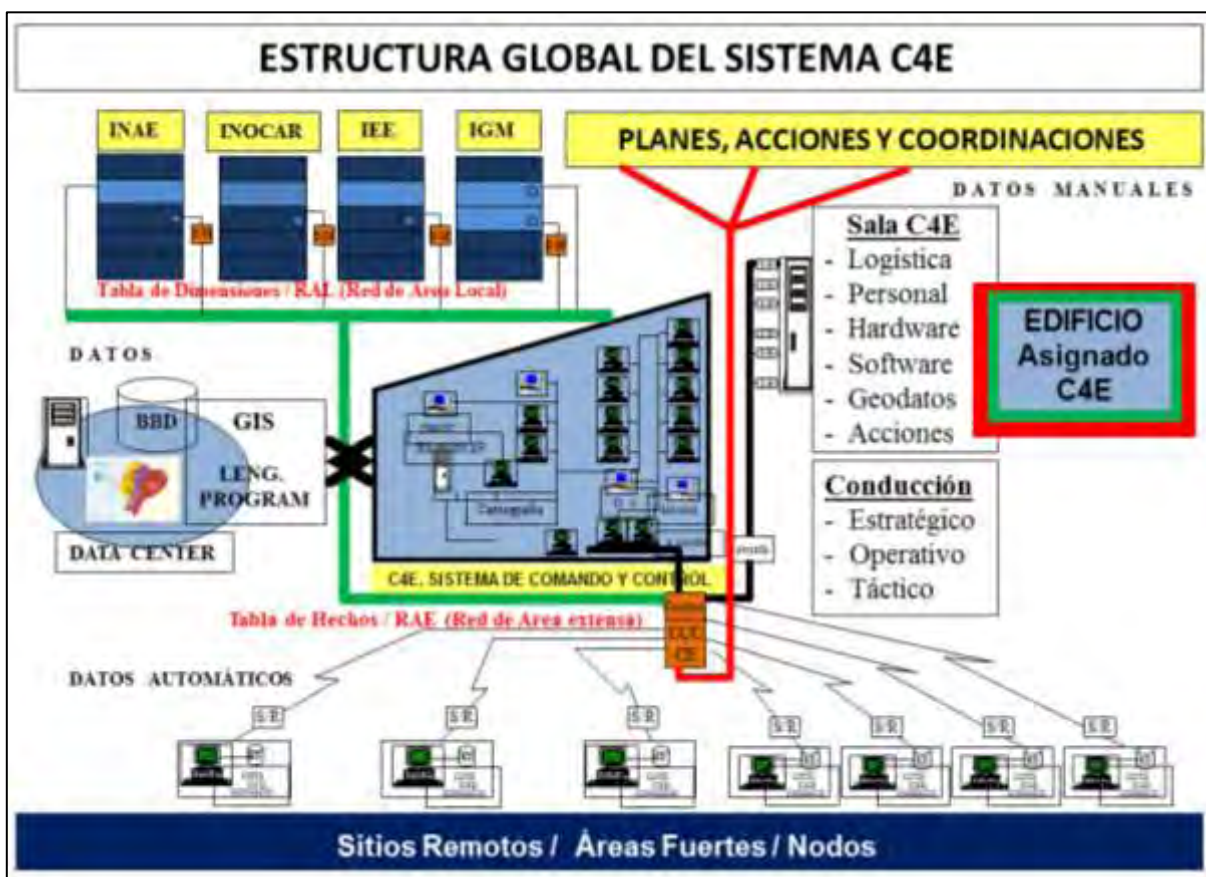 ESTRUCTURA GLOBAL DEL SISTEMA C4E
INAE
INOCAR
IEE
IGM
PLANES, ACCIONES Y COORDINACIONES
DATOS MANUALES
Tabla de Dimensiones / RAL (Red de Area Local)
Sala C4E
- Logística
- Personal
- Hardware
- Software
- Geodatos
- Acciones
EDIFICIO
Asignado
C4E
DATOS
BBD
GIS
LENG.
PROGRAM
DATA CENTER
Cartografía
Conducción
- Estratégico
- Operativo
- Táctico
C4E. SISTEMA DE COMANDO Y CONTROL
Tabla de Hechos / RAE (Red de Area extensa)
CE
DATOS AUTOMÁTICOS
S/R
S/R
S/R
S/R
S/R
S/R
S/R
Sitios Remotos / Áreas Fuertes / Nodos